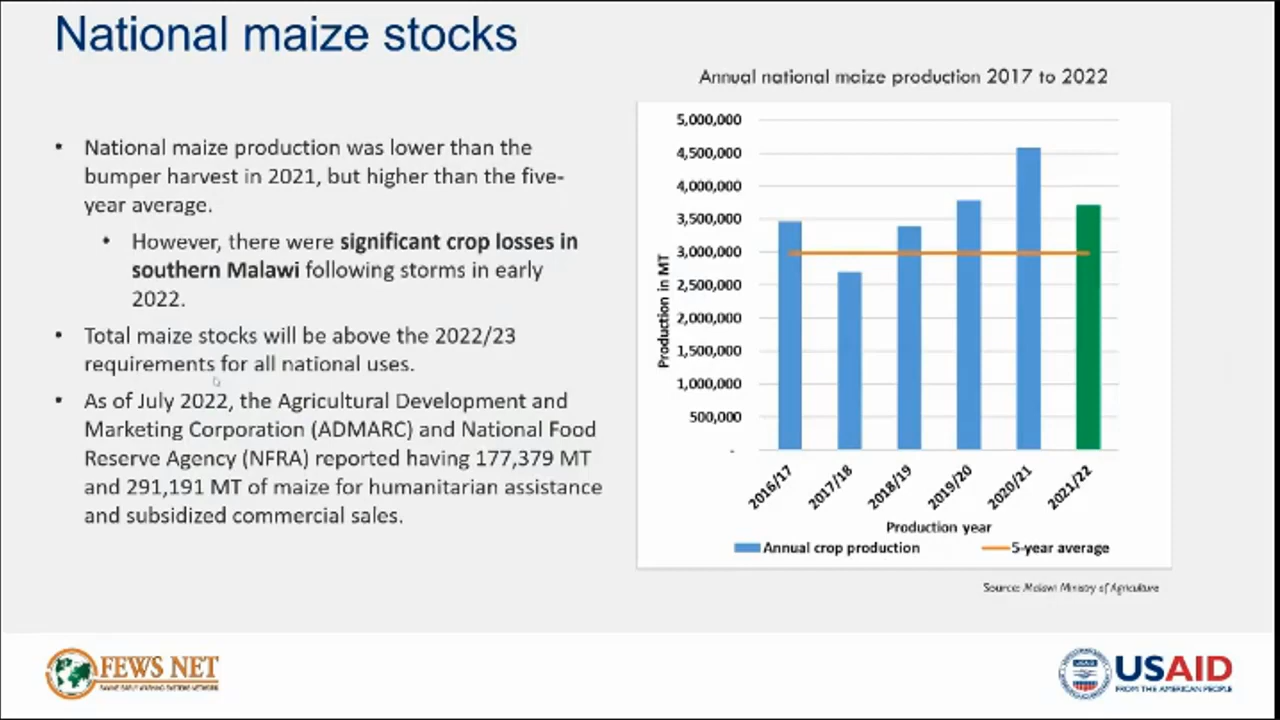 National maize stocks
• National maize production was lower than the
bumper harvest in 2021, but higher than the five-
year average.
• However, there were significant crop losses in
southern Malawi following storms in early
2022.
• Total maize stocks will be above the 2022/23
requirements for all national uses.
• As of July 2022, the Agricultural Development and
Marketing Corporation (ADMARC) and National Food
Reserve Agency (NFRA) reported having 177,379 MT
and 291,191 MT of maize for humanitarian assistance
and subsidized commercial sales.
Annual national maize production 2017 to 2022
Production in MT
5,000,000
4,500,000
4,000,000
3,500,000
3,000,000
2,500,000
2,000,000
1,500,000
1,000,000
500,000
-
2016/17
2017/18
2018/19
2019/20
2020/21
2021/22
Production year
Annual crop production
5-year average
Source: Malawi Ministry of Agriculture
FEWS NET
FAMINE EARLY WARNING SYSTEMS NETWORK
USAID
FROM THE AMERICAN PEOPLE